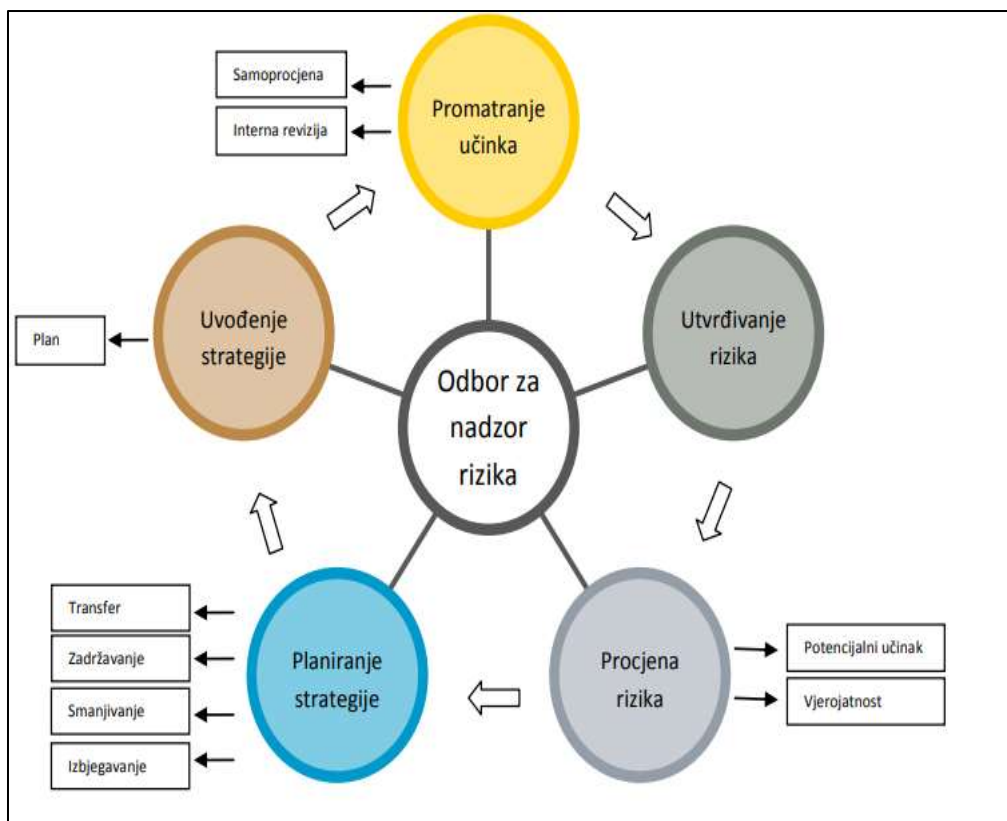 Samoprocjena
Interna revizija
Promatranje
učinka
Uvođenje
strategije
Plan
Utvrđivanje
rizika
Odbor za
nadzor
rizika
Transfer
Zadržavanje
Smanjivanje
Izbjegavanje
Planiranje
strategije
Procjena
rizika
Potencijalni učinak
Vjerojatnost